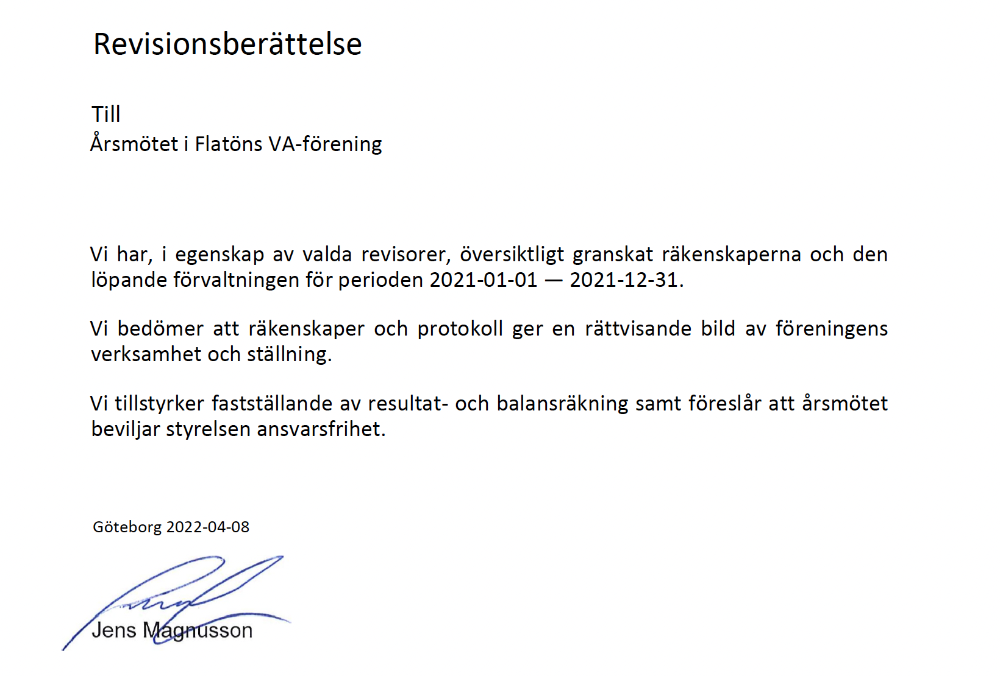 Revisionsberättelse
Till
Årsmötet i Flatöns VA-förening
Vi har, i egenskap av valda revisorer, översiktligt granskat räkenskaperna och den
löpande förvaltningen för perioden 2021-01-01 — 2021-12-31.
Vi bedömer att räkenskaper och protokoll ger en rättvisande bild av föreningens
verksamhet och ställning.
Vi tillstyrker fastställande av resultat- och balansräkning samt föreslår att årsmötet
beviljar styrelsen ansvarsfrihet.
Göteborg 2022-04-08
Jens Magnusson